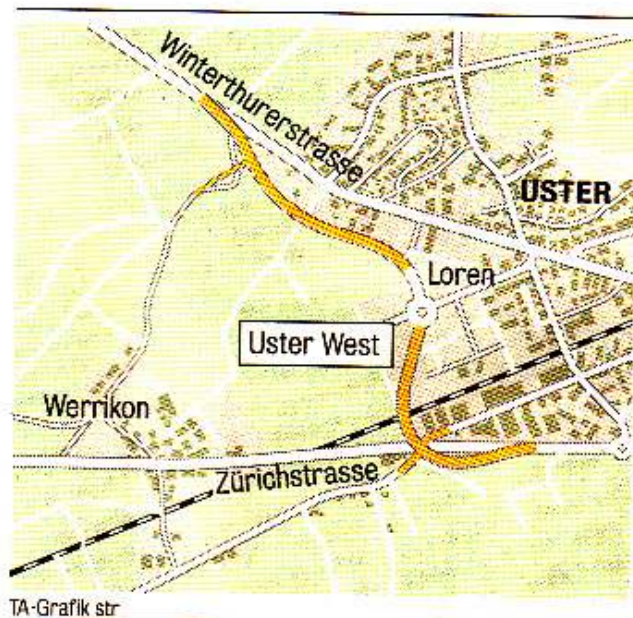 Winterthurerstrasse
USTER
Loren
Uster West
Werrikon
Zürichstrasse
TA-Grafik str